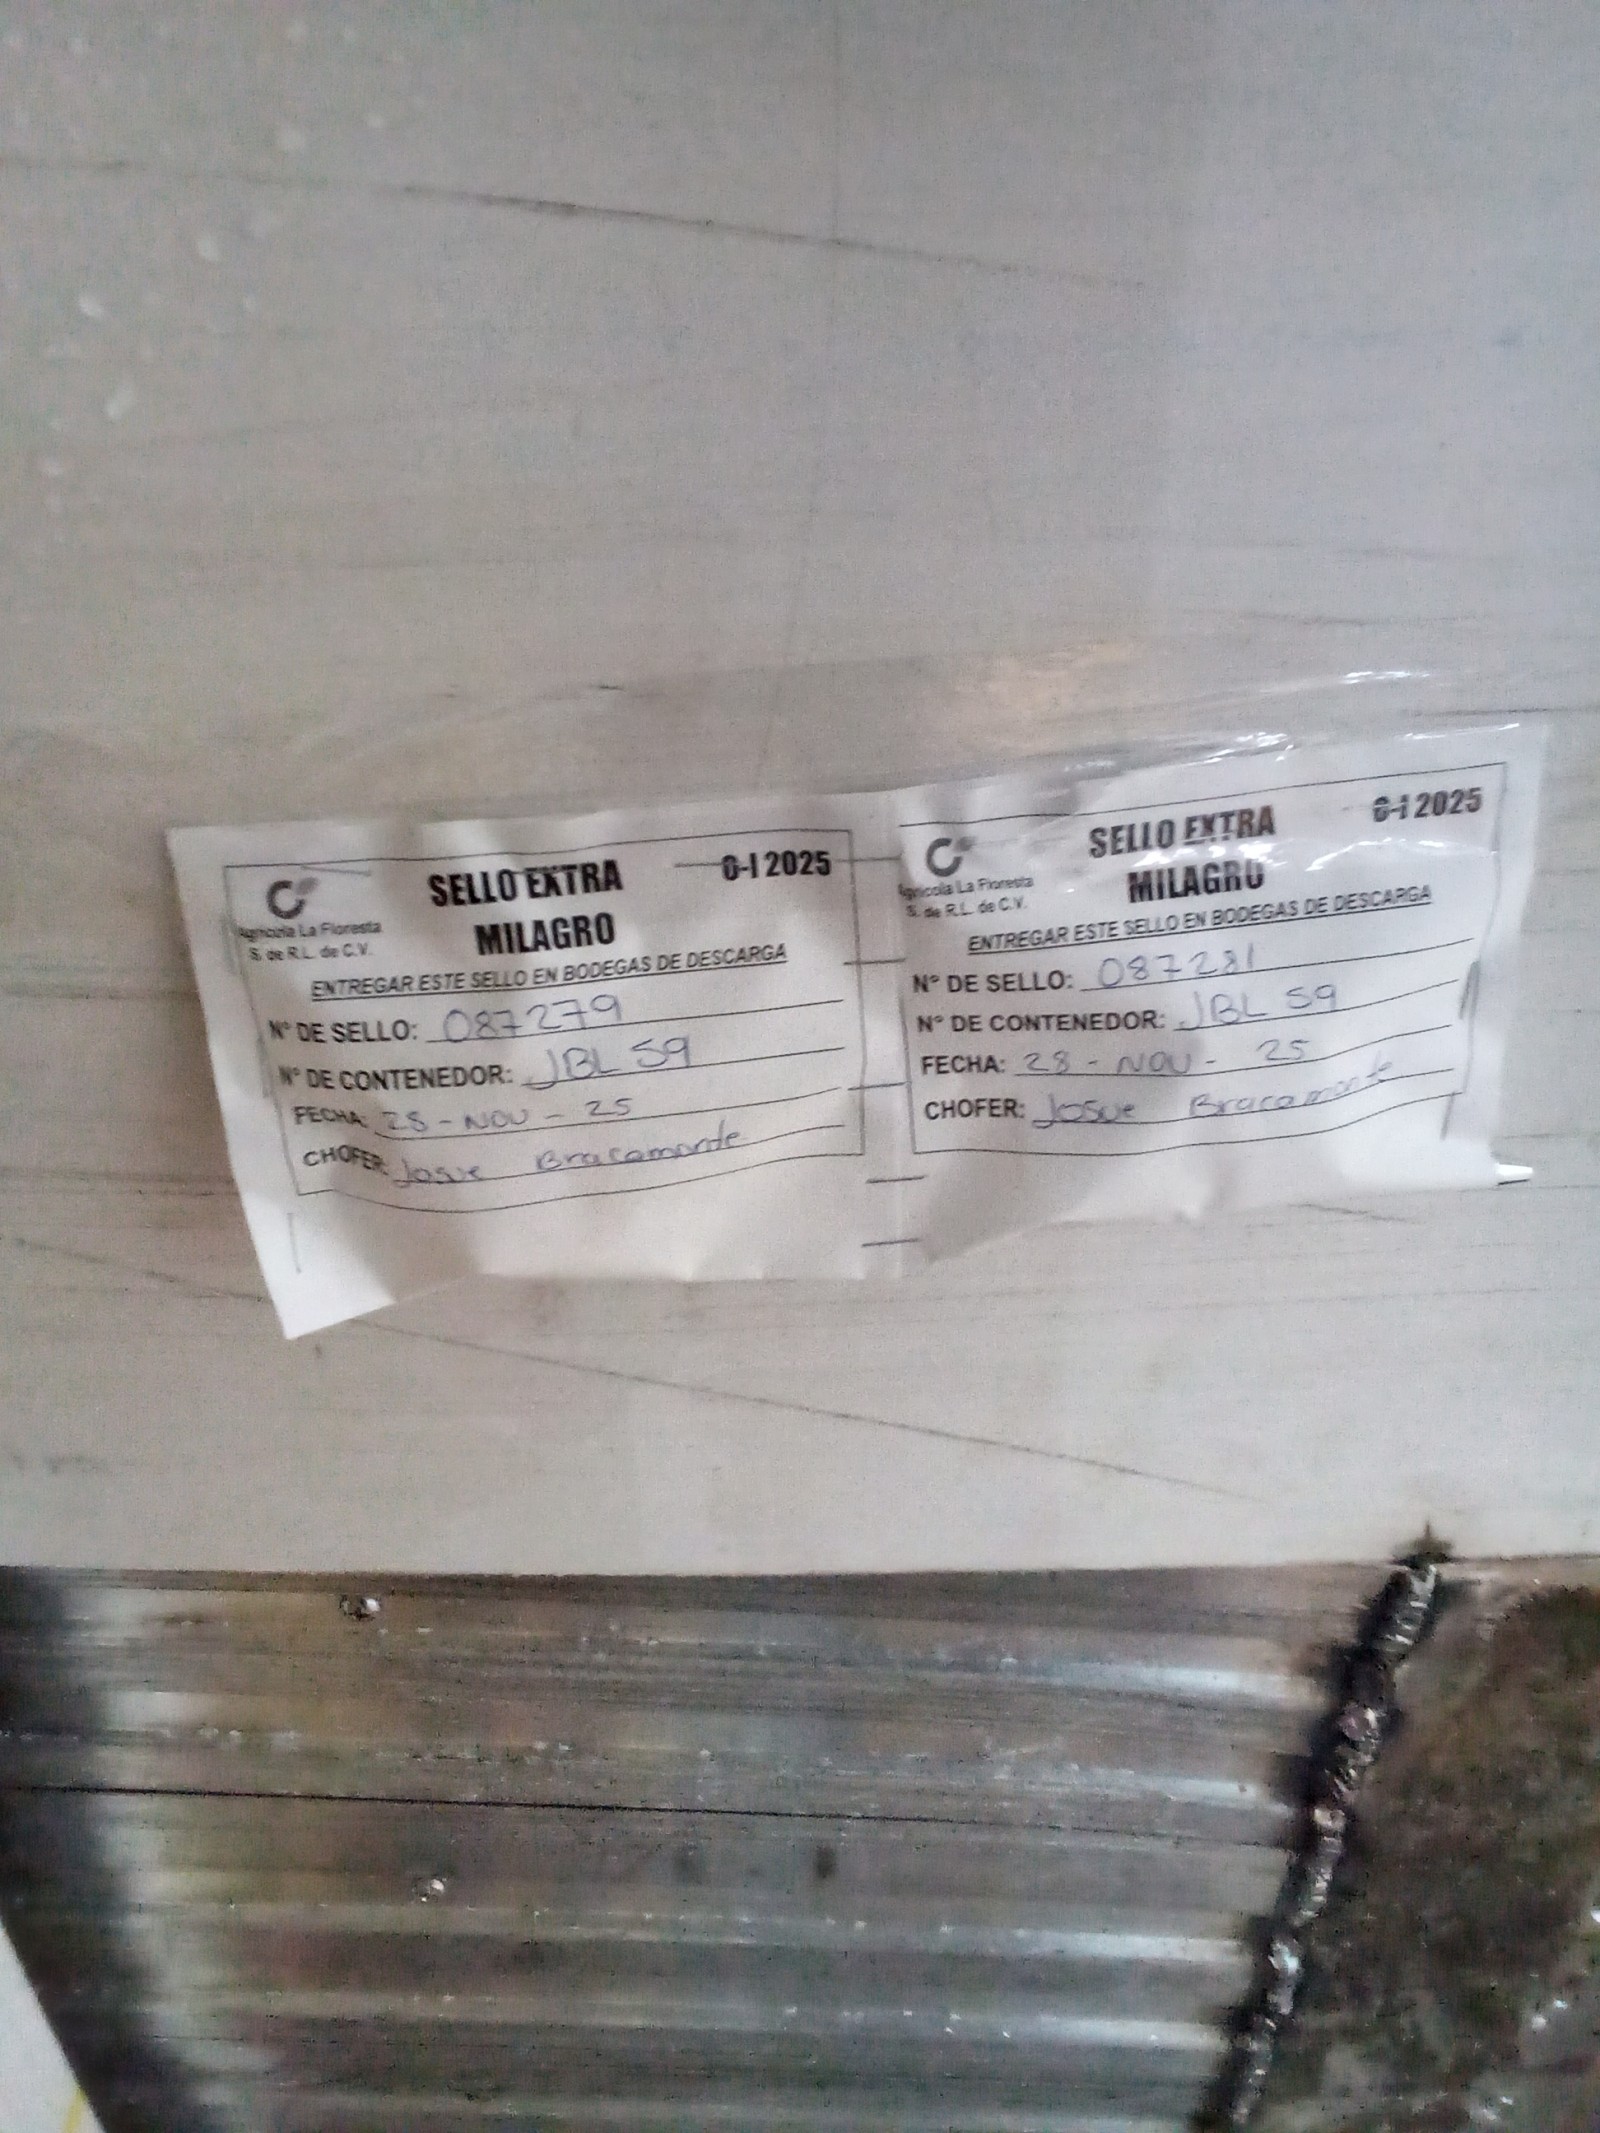 Agrícola La Floresta
S. de R.L. de C.V.
SELLO EXTRA
MILAGRO
O-I 2025
ENTREGAR ESTE SELLO EN BODEGAS DE DESCARGA
N° DE SELLO: 087279
N° DE CONTENEDOR: JBL 59
FECHA: 28-NOV-25
CHOFER: Josue Bracamonte
Agrícola La Floresta
S. de R.L. de C.V.
SELLO EXTRA
MILAGRO
O-I 2025
ENTREGAR ESTE SELLO EN BODEGAS DE DESCARGA
N° DE SELLO: 087281
N° DE CONTENEDOR: JBL 59
FECHA: 28-NOV-25
CHOFER: Josue Bracamonte